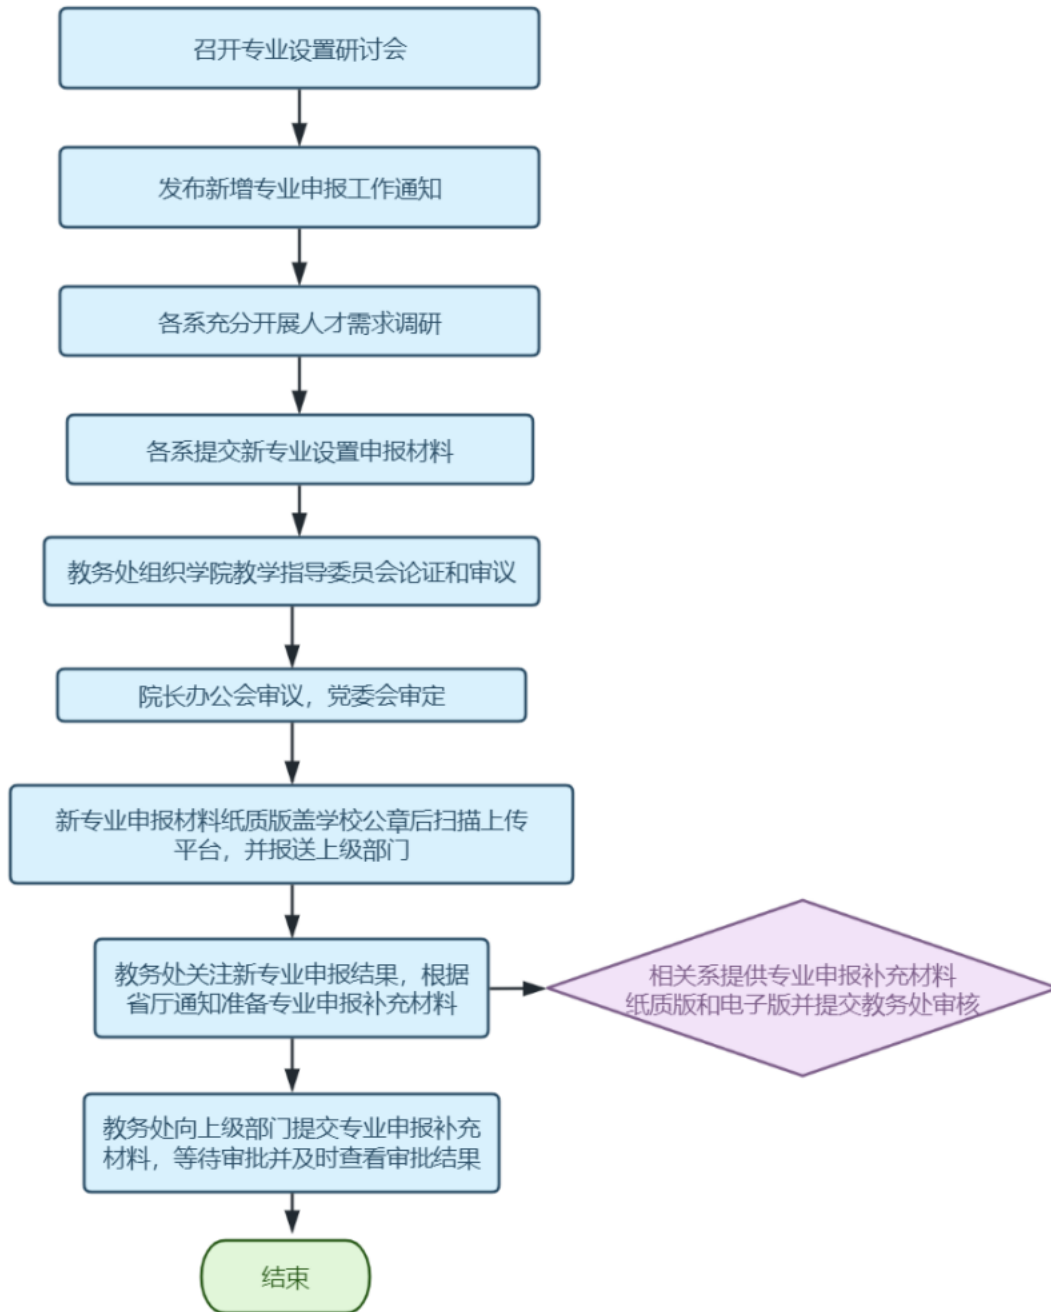 召开专业设置研讨会
发布新增专业申报工作通知
各系充分开展人才需求调研
各系提交新专业设置申报材料
教务处组织学院教学指导委员会论证和审议
院长办公会审议，党委会审定
新专业申报材料纸质版盖学校公章后扫描上传
平台，并报送上级部门
教务处关注新专业申报结果，根据
省厅通知准备专业申报补充材料
相关系提供专业申报补充材料
纸质版和电子版并提交教务处审核
教务处向上级部门提交专业申报补充
材料，等待审批并及时查看审批结果
结束